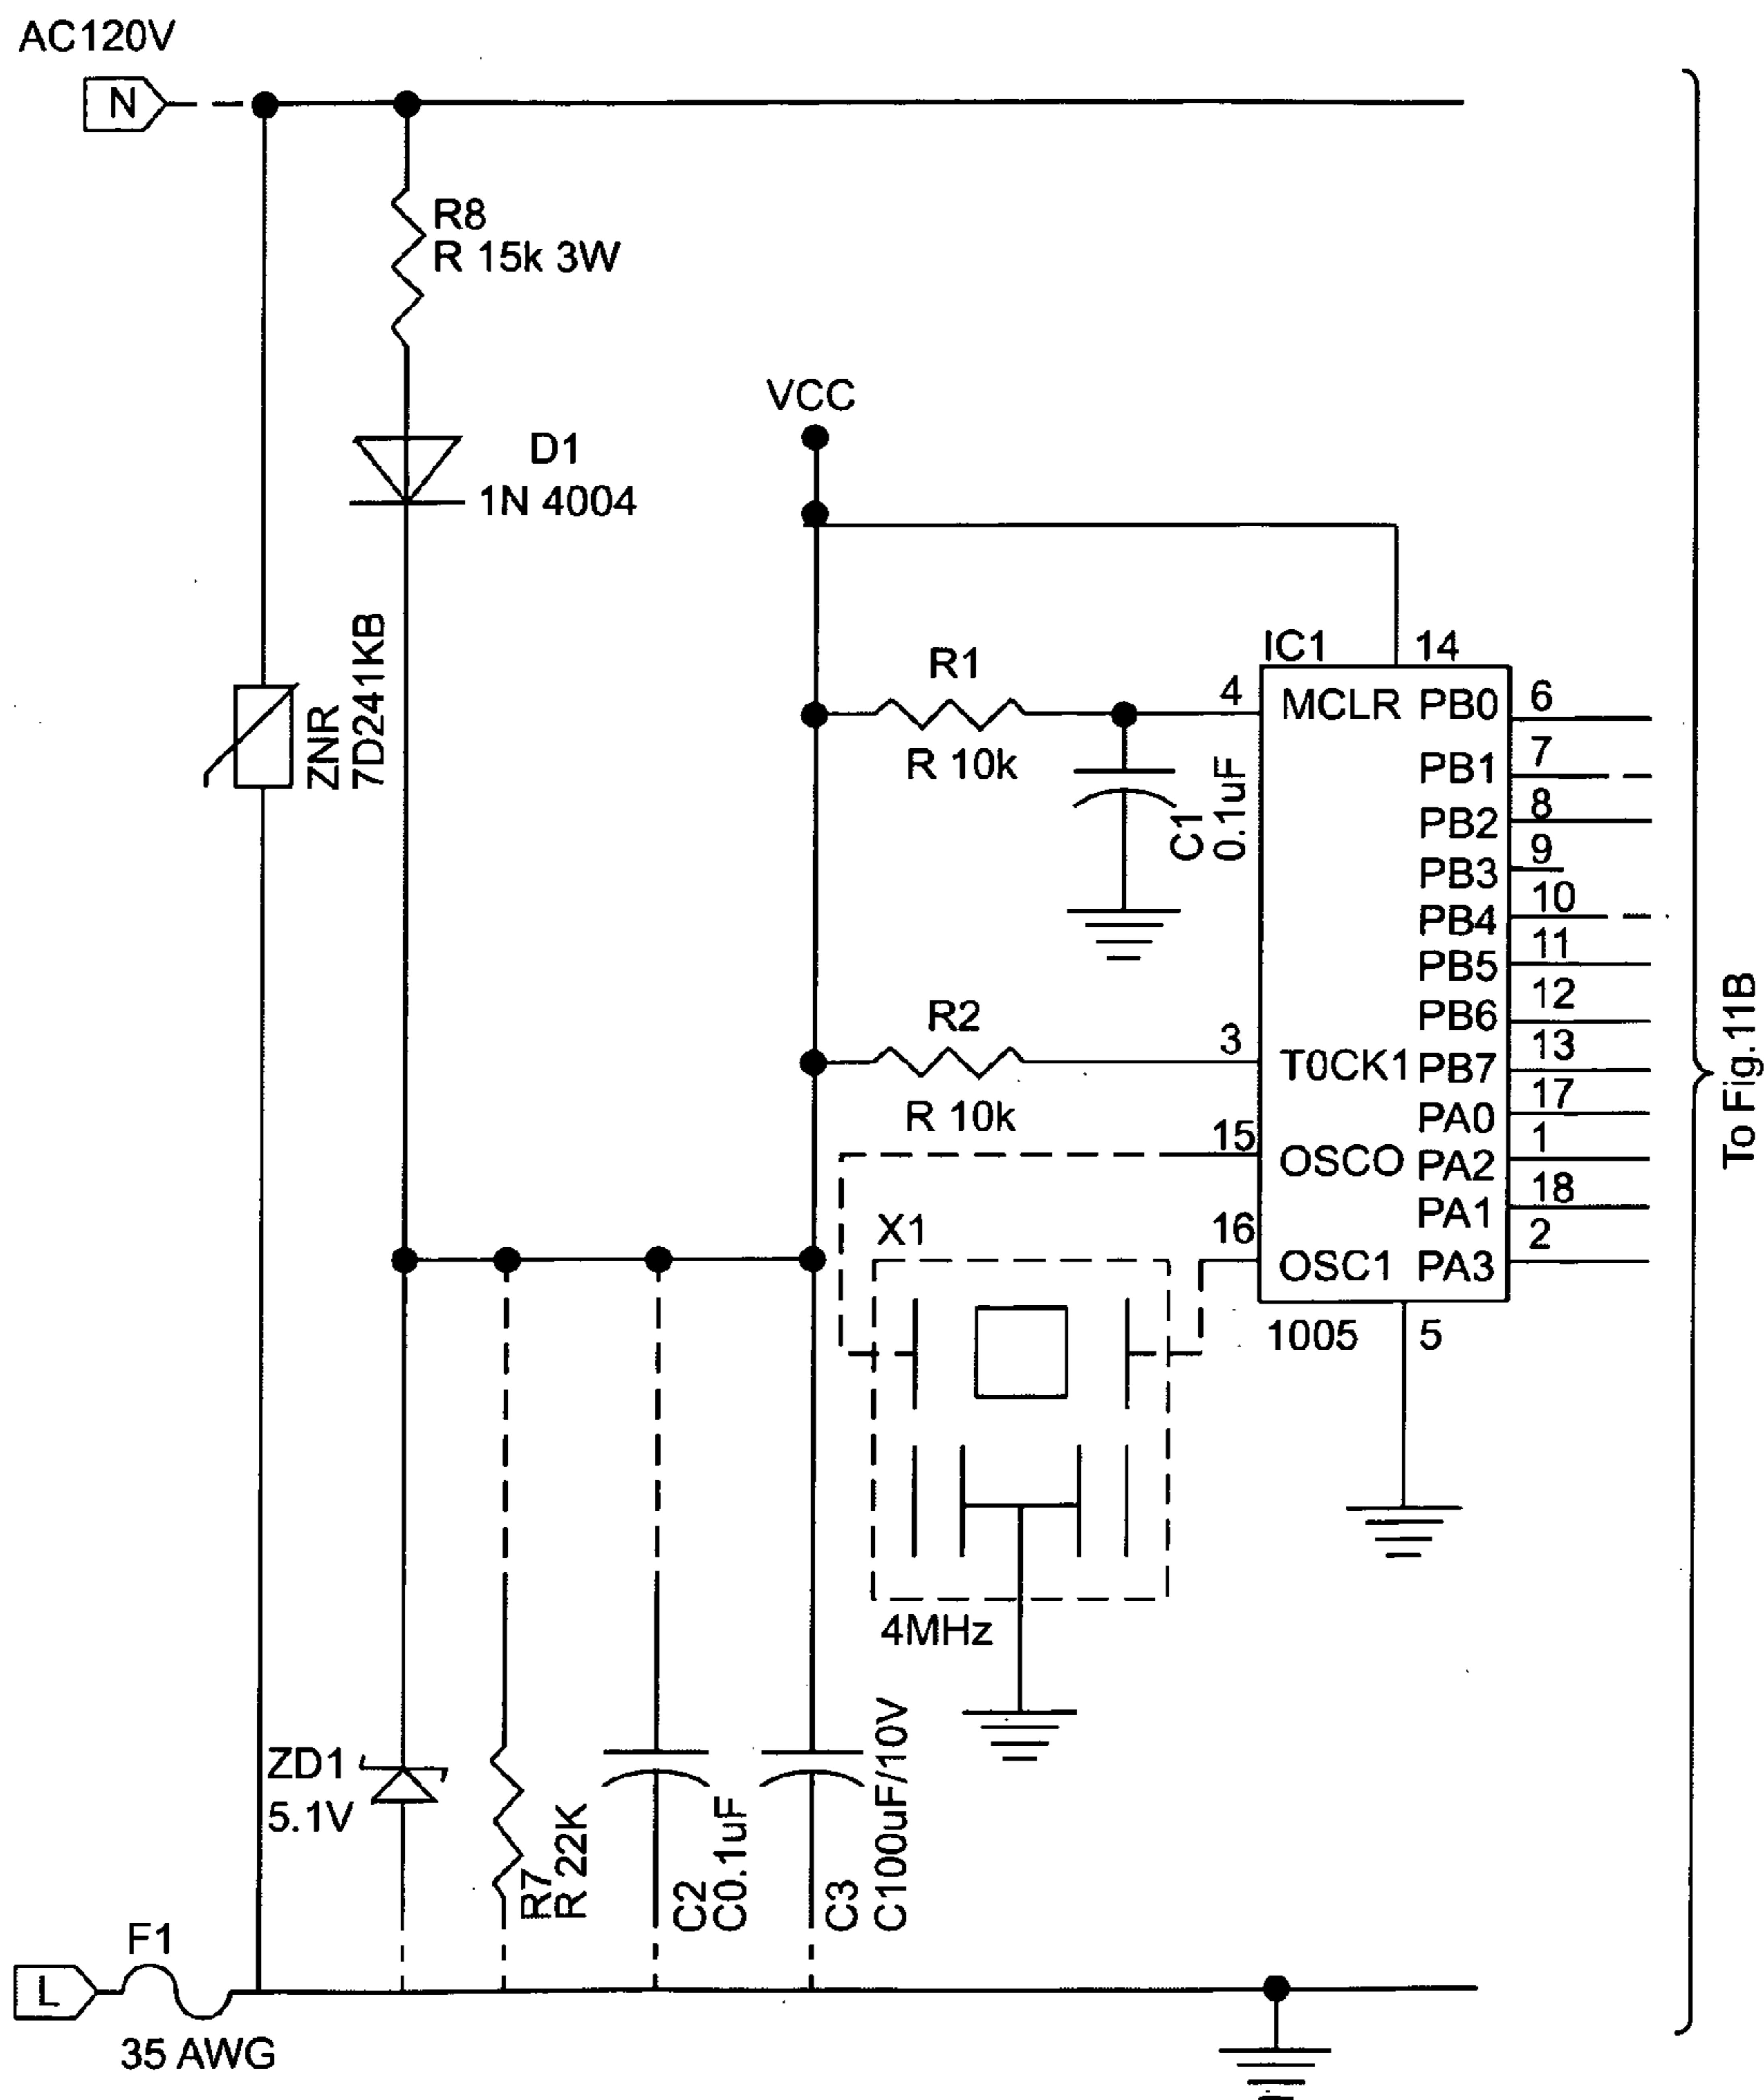 AC120V
N
R8
R 15k 3W
VCC
D1
1N 4004
ZNR
7D241KB
R1
R 10k
C1
0.1uF
IC1
14
4
MCLR
PB0
6
PB1
7
PB2
8
PB3
9
PB4
10
PB5
11
PB6
12
R2
R 10k
3
T0CK1
PB7
13
PA0
17
15
OSCO
PA2
1
PA1
18
16
OSC1
PA3
2
X1
1005
5
4MHz
To Fig.11B
ZD1
5.1V
R7
R 22K
C2
C0.1uF
C3
C100uF/10V
F1
L
35 AWG